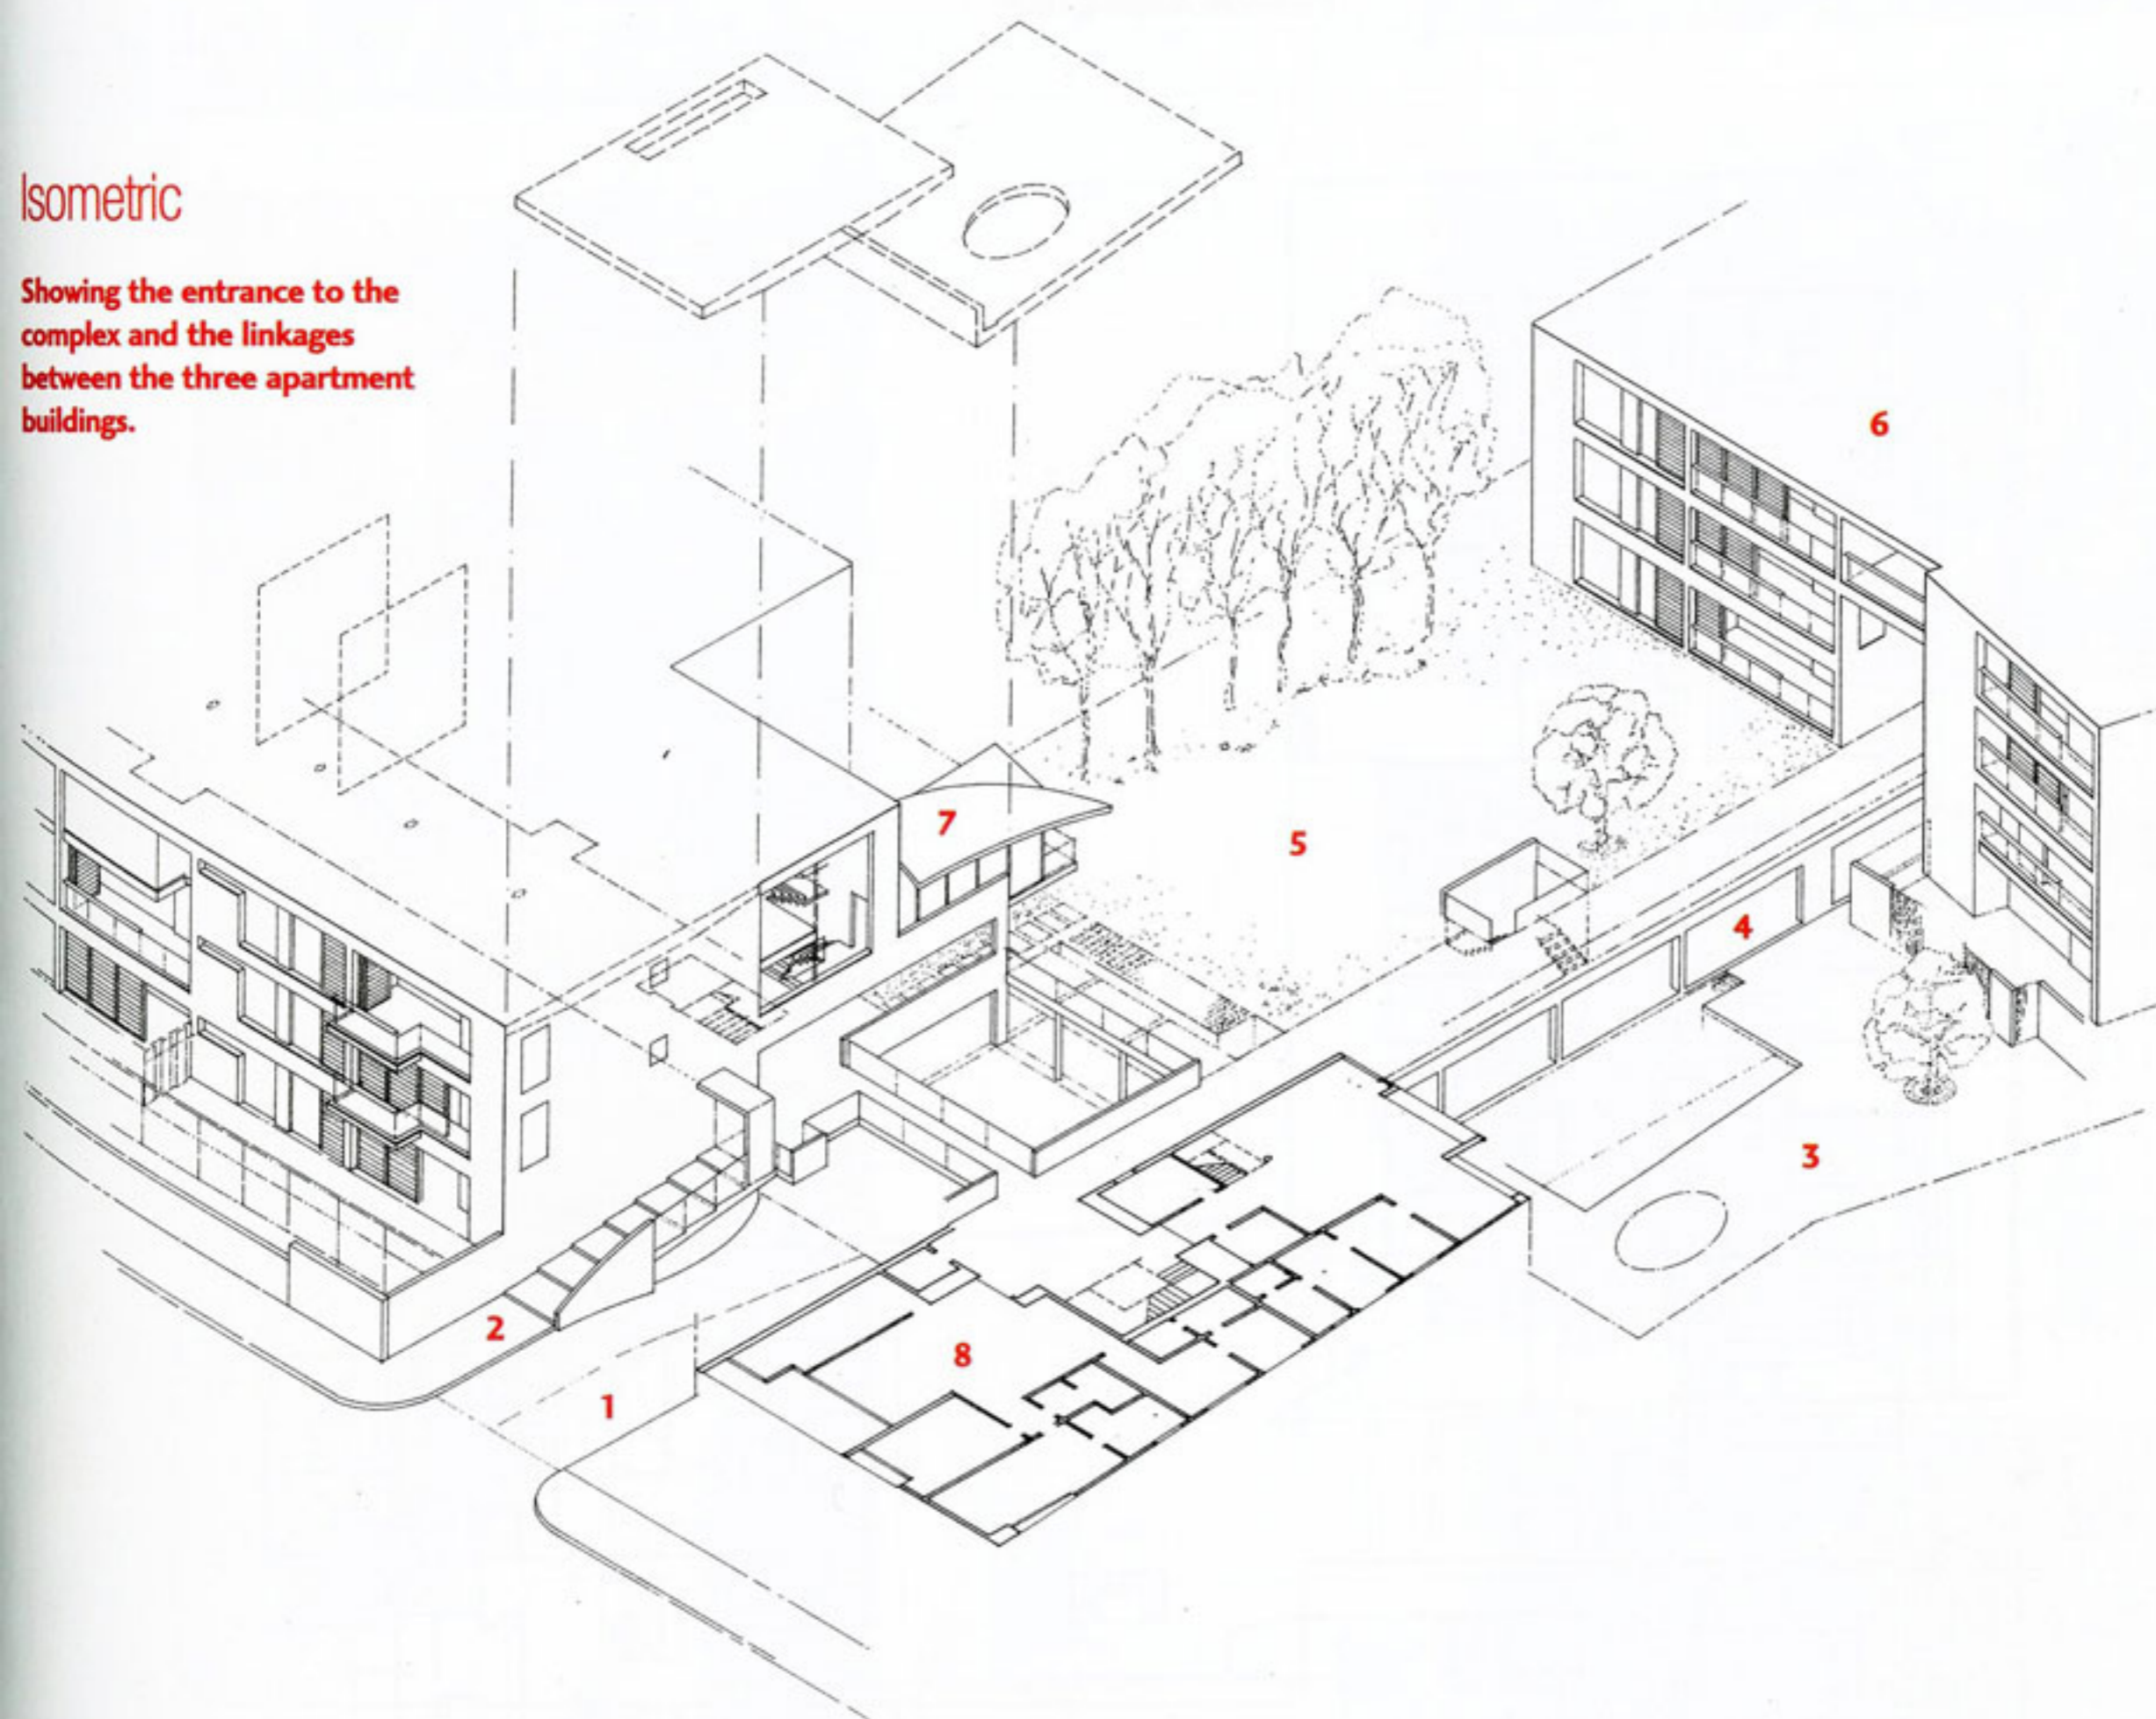 Isometric
Showing the entrance to the
complex and the linkages
between the three apartment
buildings.
6
7
5
4
3
2
8
1